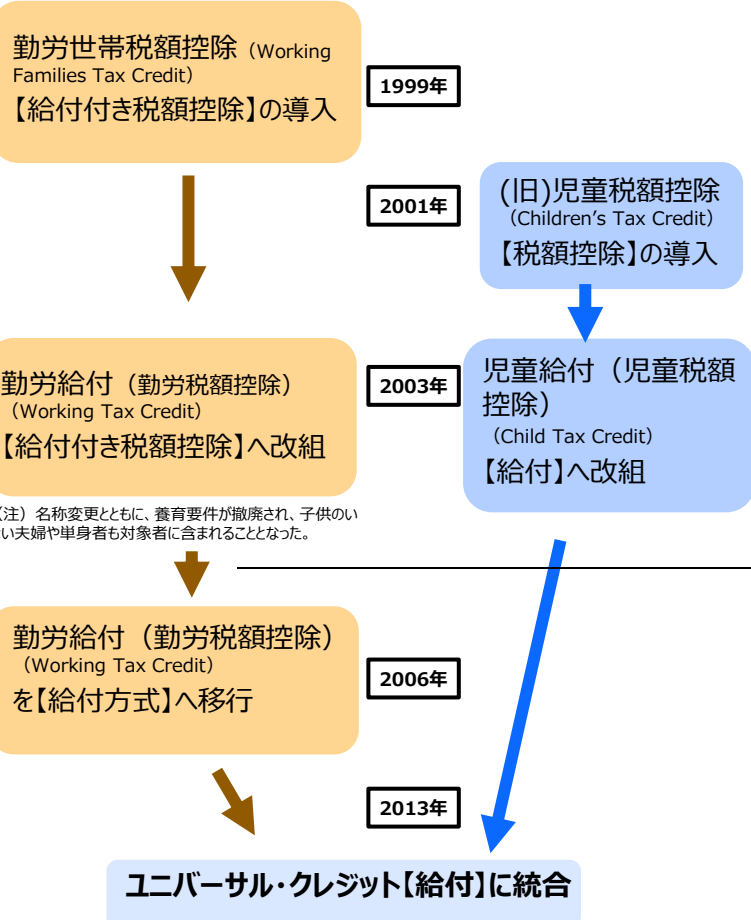 勤労世帯税額控除（Working
Families Tax Credit）
【給付付き税額控除】の導入
1999年
2001年
(旧)児童税額控除
（Children’s Tax Credit）
【税額控除】の導入
勤労給付（勤労税額控除）
（Working Tax Credit）
【給付付き税額控除】へ改組
2003年
児童給付（児童税額
控除）
（Child Tax Credit）
【給付】へ改組
（注）名称変更とともに、養育要件が撤廃され、子供のい
い夫婦や単身者も対象者に含まれることとなった。
勤労給付（勤労税額控除）
（Working Tax Credit）
を【給付方式】へ移行
2006年
2013年
ユニバーサル・クレジット【給付】に統合